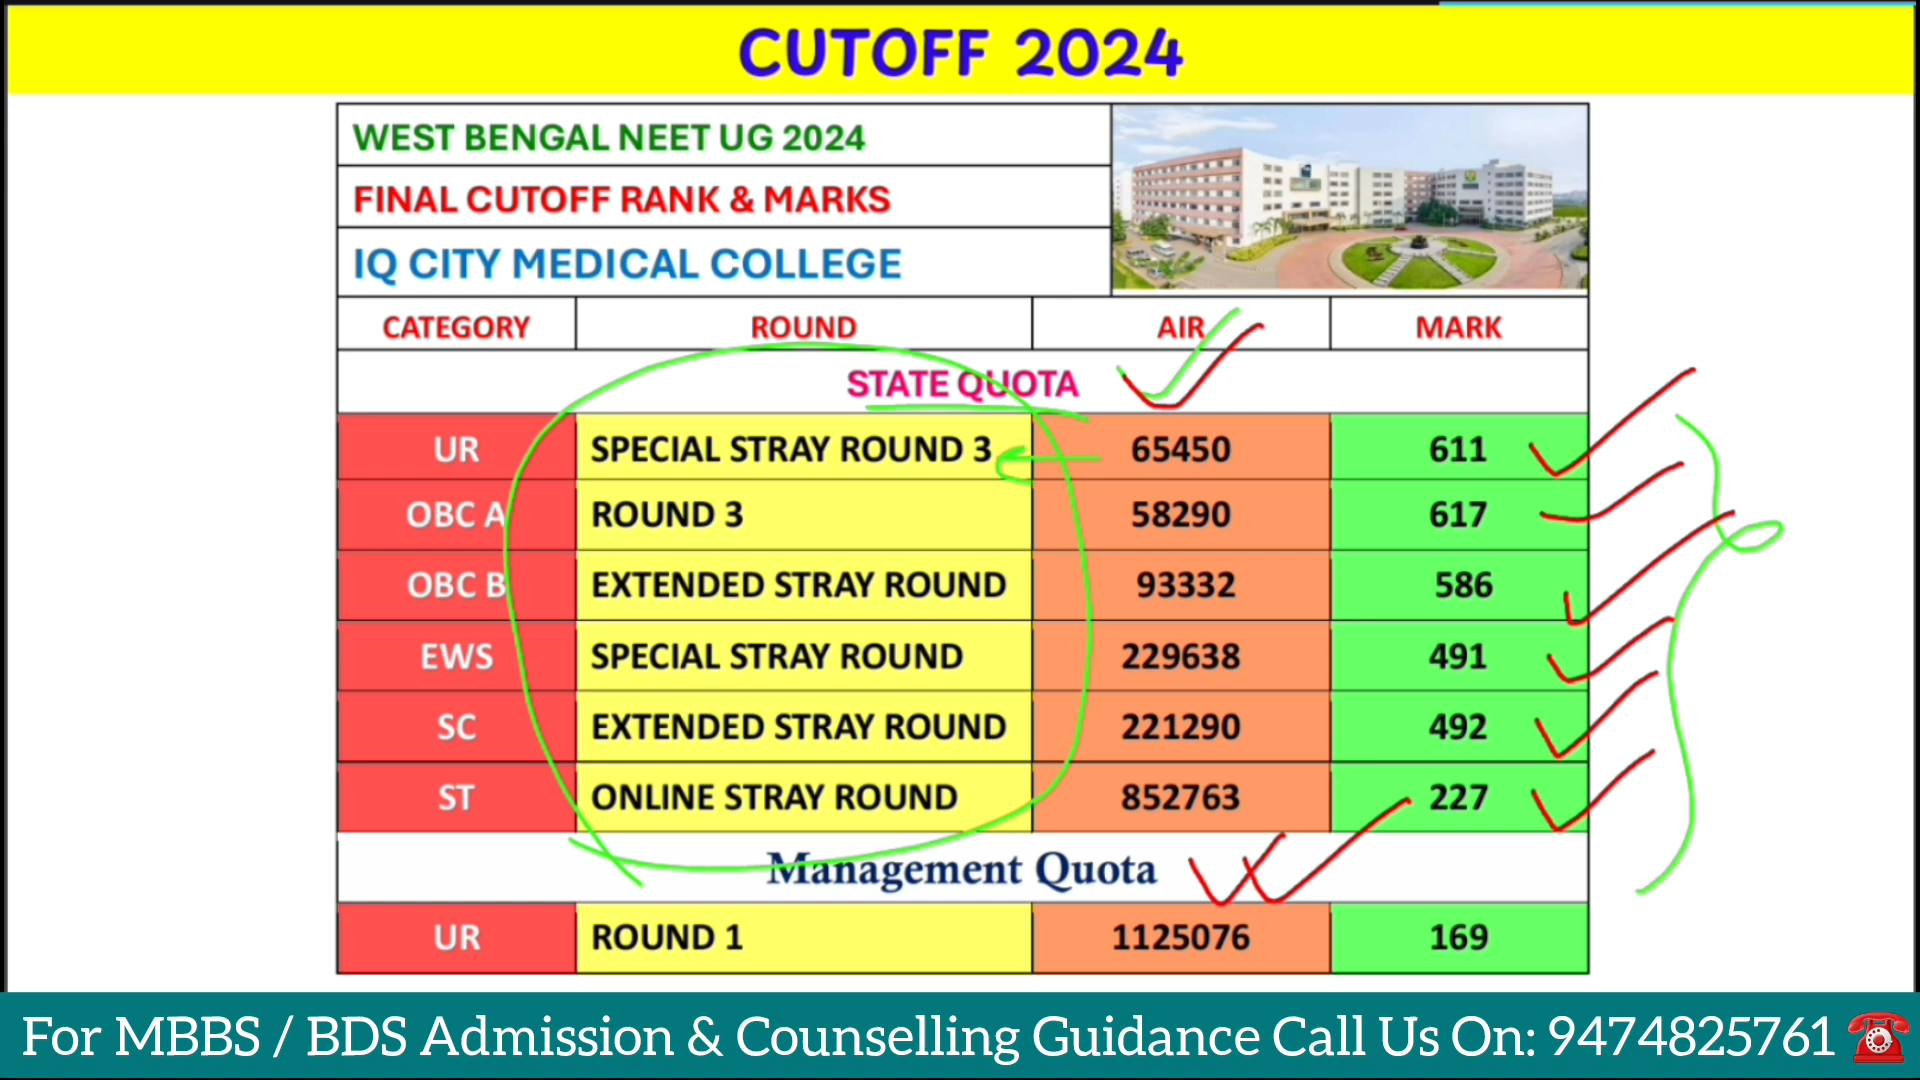 CUTOFF 2024
WEST BENGAL NEET UG 2024
FINAL CUTOFF RANK & MARKS
IQ CITY MEDICAL COLLEGE
CATEGORY ROUND AIR MARK
STATE QUOTA
UR SPECIAL STRAY ROUND 3 65450 611
OBC A ROUND 3 58290 617
OBC B EXTENDED STRAY ROUND 93332 586
EWS SPECIAL STRAY ROUND 229638 491
SC EXTENDED STRAY ROUND 221290 492
ST ONLINE STRAY ROUND 852763 227
Management Quota
UR ROUND 1 1125076 169
For MBBS / BDS Admission & Counselling Guidance Call Us On: 9474825761